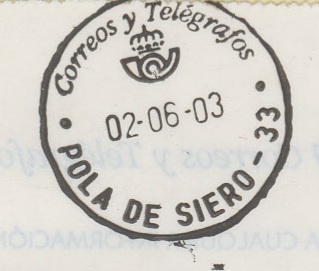 Correos y Telégrafos
02-06-03
POLA DE SIERO - 33